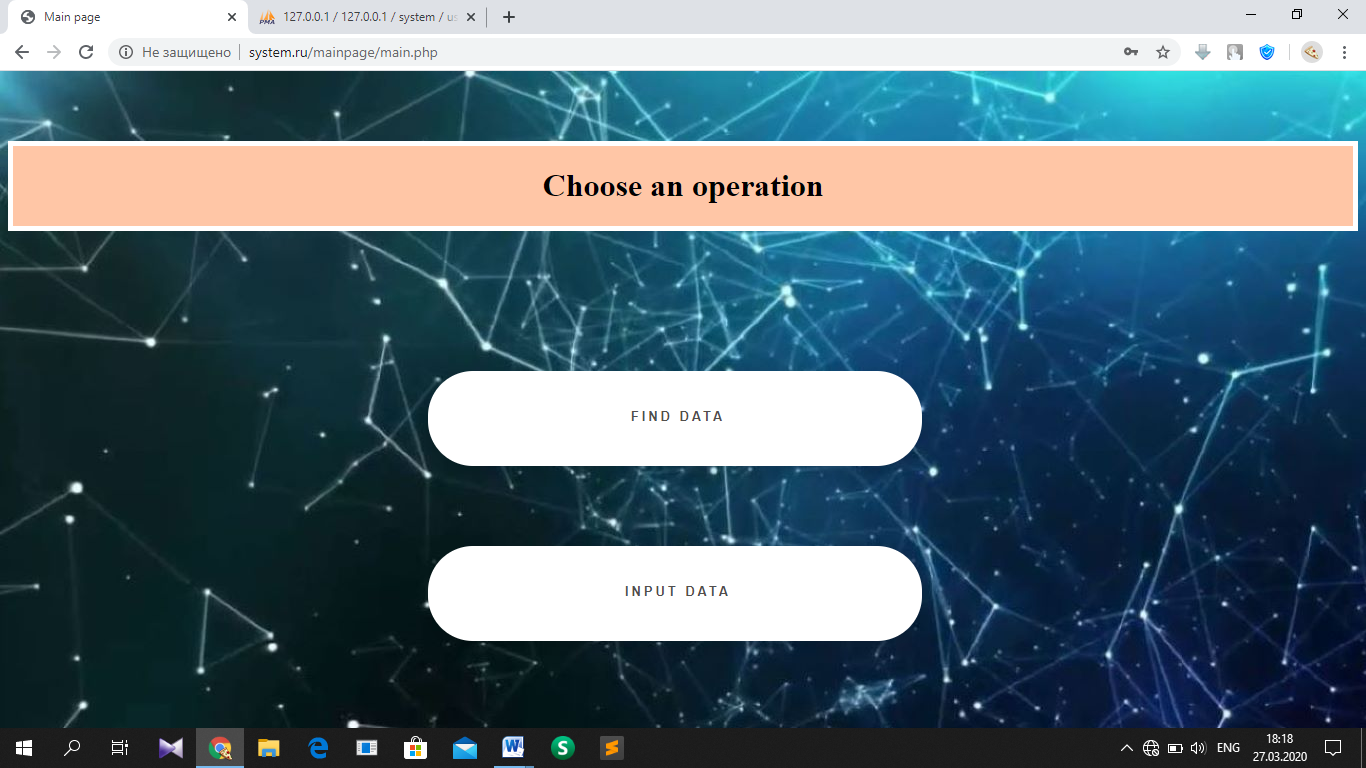 Main page
127.0.0.1 / 127.0.0.1 / system / us
Не защищено
system.ru/mainpage/main.php
Choose an operation
FIND DATA
INPUT DATA
ENG
18:18
27.03.2020